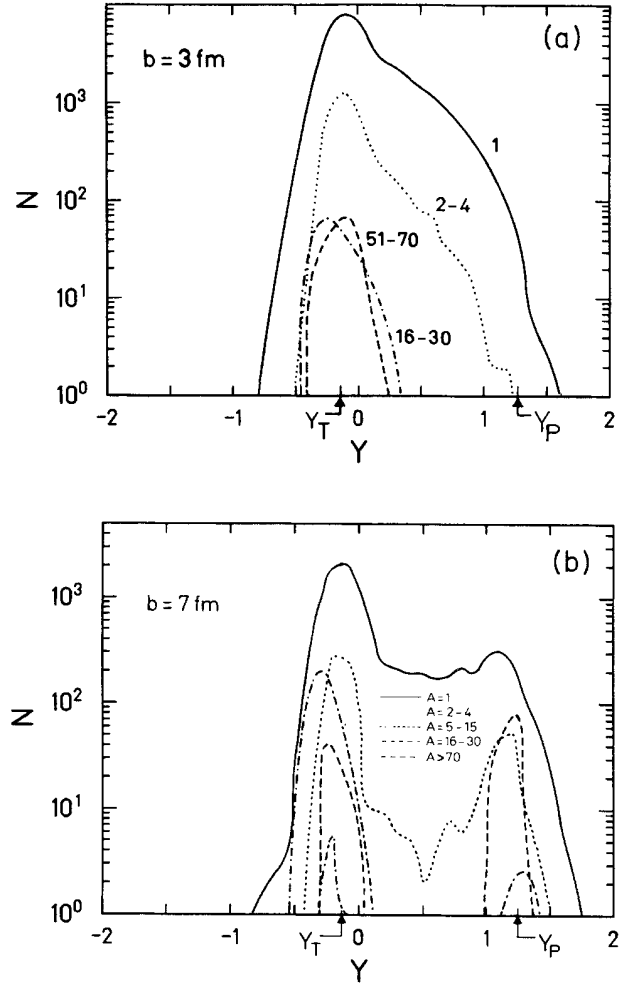 (a)
b = 3 fm
10³
10²
10¹
10⁰
N
1
2-4
51-70
16-30
-2
-1
0
1
2
Y_T
Y_P
Y
(b)
b = 7 fm
10³
10²
10¹
10⁰
N
A=1
A=2-4
A=5-15
A=16-30
A>70
-2
-1
0
1
2
Y_T
Y_P
Y